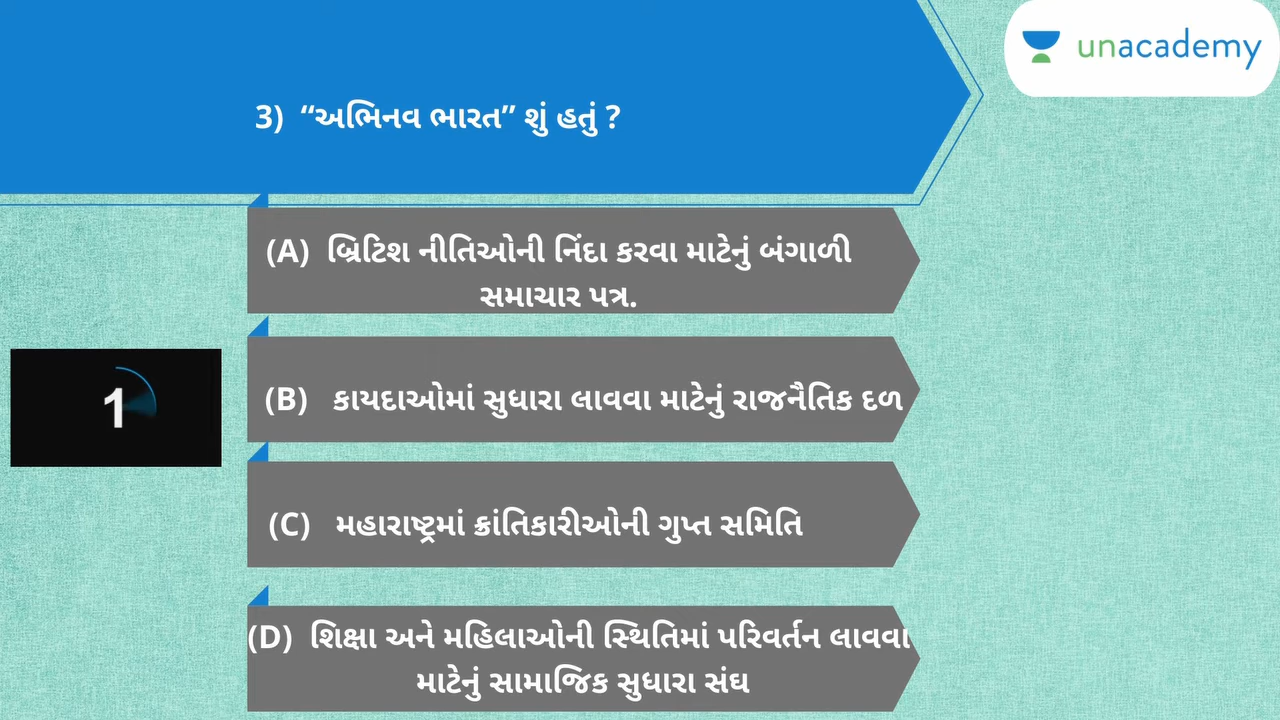 unacademy
3) “અભિનવ ભારત” શું હતું ?
(A) બ્રિટિશ નીતિઓની નિંદા કરવા માટેનું બંગાળી
સમાચાર પત્ર.
(B) કાયદાઓમાં સુધારા લાવવા માટેનું રાજનૈતિક દળ
1
(C) મહારાષ્ટ્રમાં ક્રાંતિકારીઓની ગુપ્ત સમિતિ
(D) શિક્ષા અને મહિલાઓની સ્થિતિમાં પરિવર્તન લાવવા
માટેનું સામાજિક સુધારા સંઘ